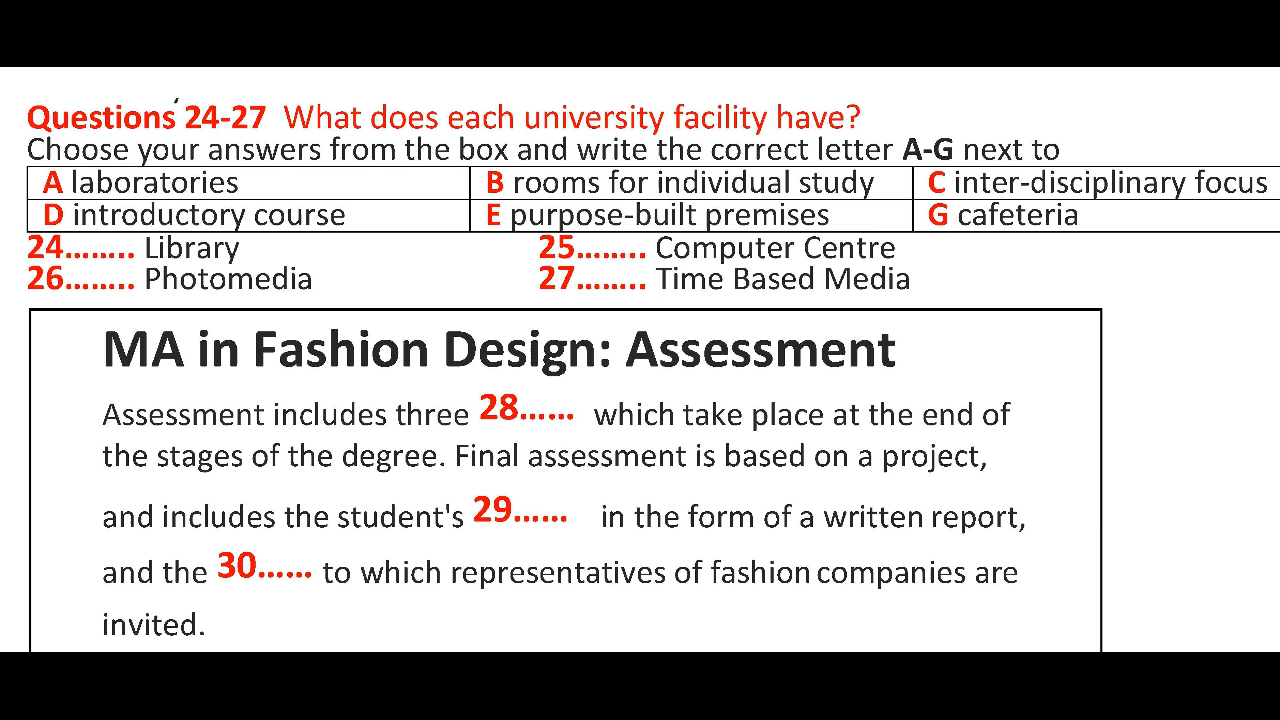 Questions 24-27 What does each university facility have?
Choose your answers from the box and write the correct letter A-G next to
A laboratories B rooms for individual study C inter-disciplinary focus
D introductory course E purpose-built premises G cafeteria
24…….. Library 25…….. Computer Centre
26…….. Photomedia 27…….. Time Based Media
MA in Fashion Design: Assessment
Assessment includes three 28…… which take place at the end of
the stages of the degree. Final assessment is based on a project,
and includes the student's 29…… in the form of a written report,
and the 30…… to which representatives of fashion companies are
invited.